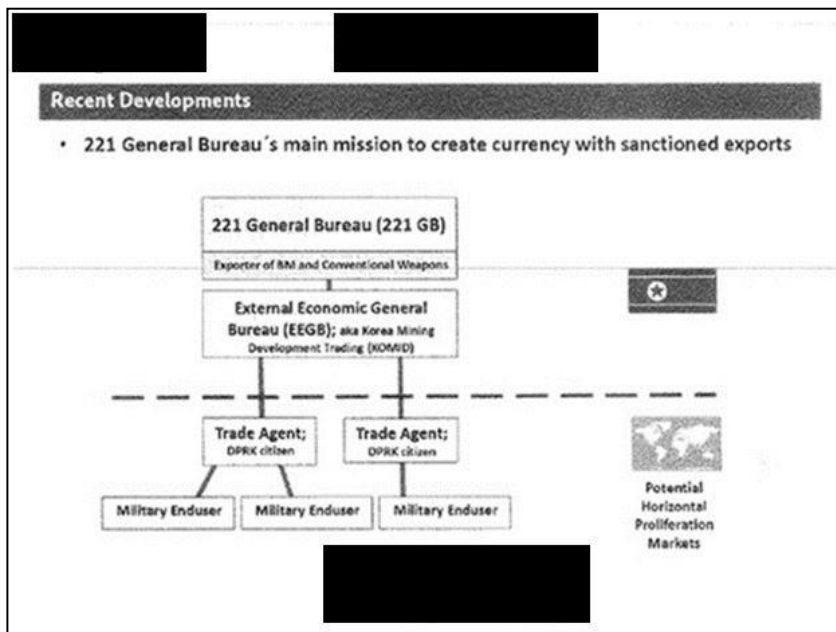 Recent Developments
• 221 General Bureau´s main mission to create currency with sanctioned exports
221 General Bureau (221 GB)
Exporter of BM and Conventional Weapons
External Economic General
Bureau (EEGB); aka Korea Mining
Development Trading (KOMID)
Trade Agent;
DPRK citizen
Trade Agent;
DPRK citizen
Military Enduser
Military Enduser
Military Enduser
Potential
Horizontal
Proliferation
Markets